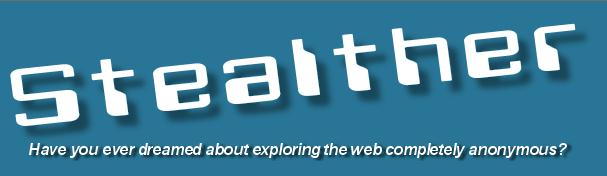 Stealther
Have you ever dreamed about exploring the web completely anonymous?